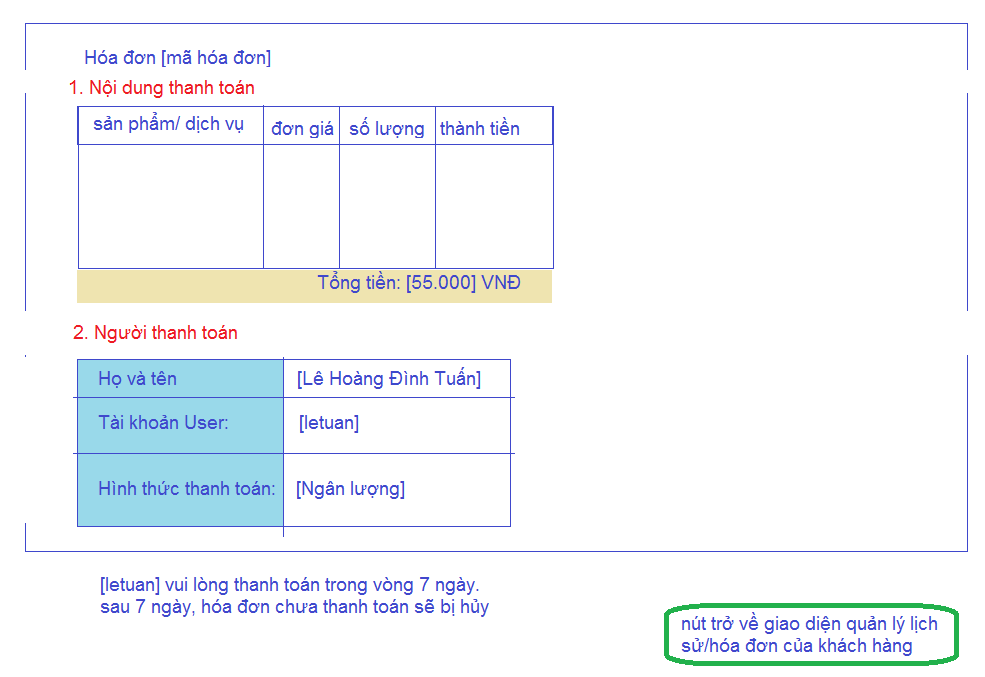 Hóa đơn [mã hóa đơn]
1. Nội dung thanh toán
sản phẩm/ dịch vụ đơn giá số lượng thành tiền
Tổng tiền: [55.000] VNĐ
2. Người thanh toán
Họ và tên [Lê Hoàng Đình Tuấn]
Tài khoản User: [letuan]
Hình thức thanh toán: [Ngân lượng]
[letuan] vui lòng thanh toán trong vòng 7 ngày.
sau 7 ngày, hóa đơn chưa thanh toán sẽ bị hủy
nút trở về giao diện quản lý lịch
sử/hóa đơn của khách hàng